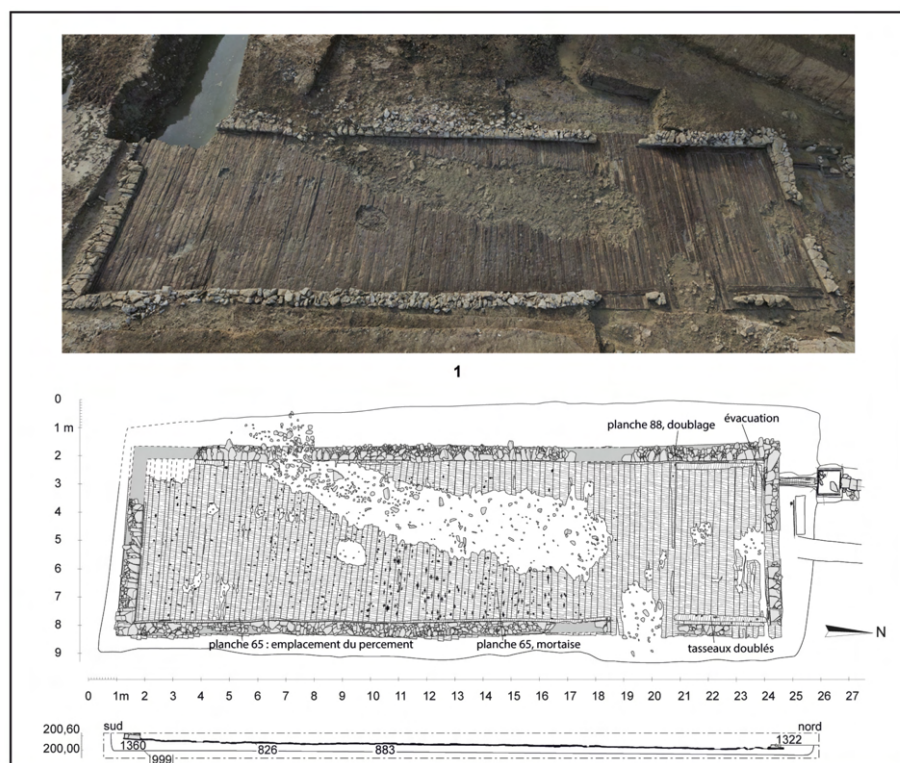 1
0
1 m
2
3
4
5
6
7
8
9
planche 88, doublage
évacuation
planche 65 : emplacement du percement
planche 65, mortaise
tasseaux doublés
N
0 1m 2 3 4 5 6 7 8 9 10 11 12 13 14 15 16 17 18 19 20 21 22 23 24 25 26 27
sud
nord
200,60
200,00
1360
826
883
1322
999